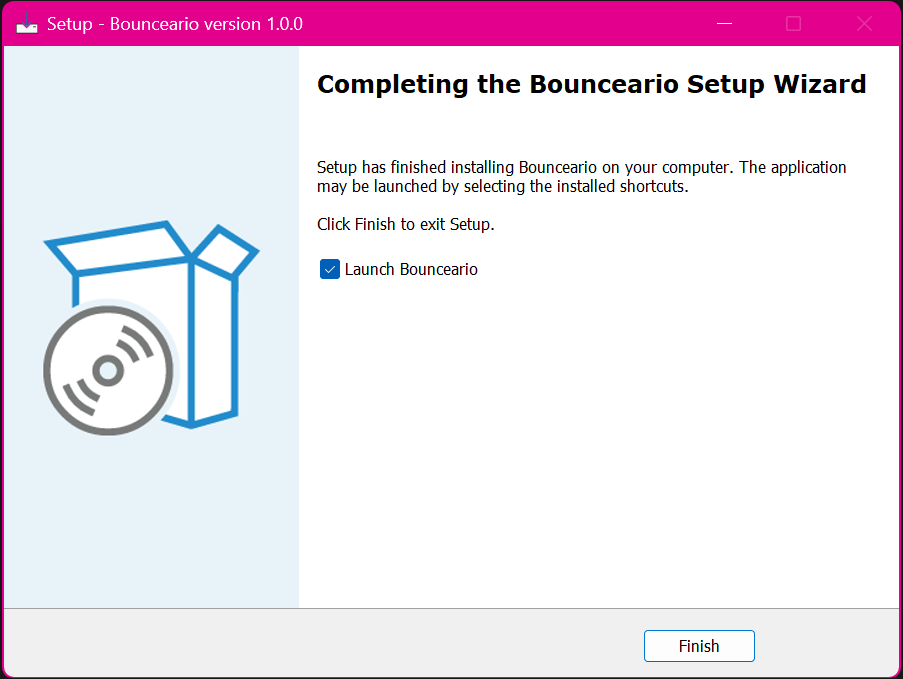 Setup - Bounceario version 1.0.0
Completing the Bounceario Setup Wizard
Setup has finished installing Bounceario on your computer. The application
may be launched by selecting the installed shortcuts.
Click Finish to exit Setup.
Launch Bounceario
Finish